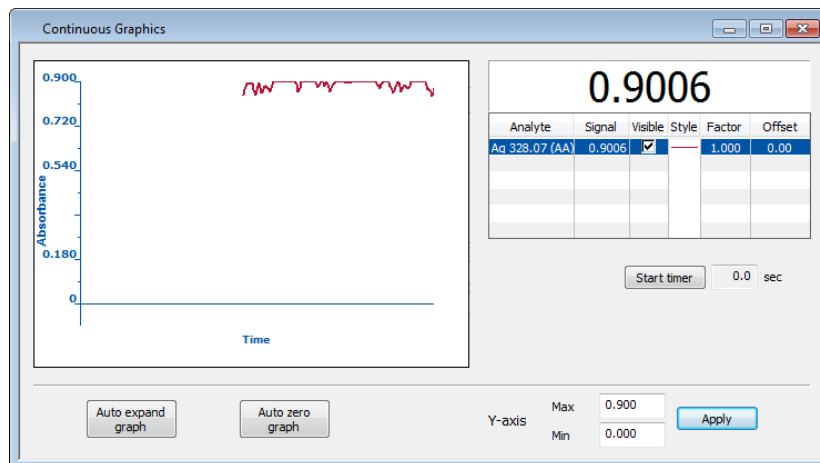 Continuous Graphics
0.900
0.720
0.540
0.180
0
Absorbance
Time
0.9006
Analyte Signal Visible Style Factor Offset
Ag 328.07 (AA) 0.9006 1.000 0.00
Start timer 0.0 sec
Auto expand
graph
Auto zero
graph
Y-axis
Max 0.900
Min 0.000
Apply